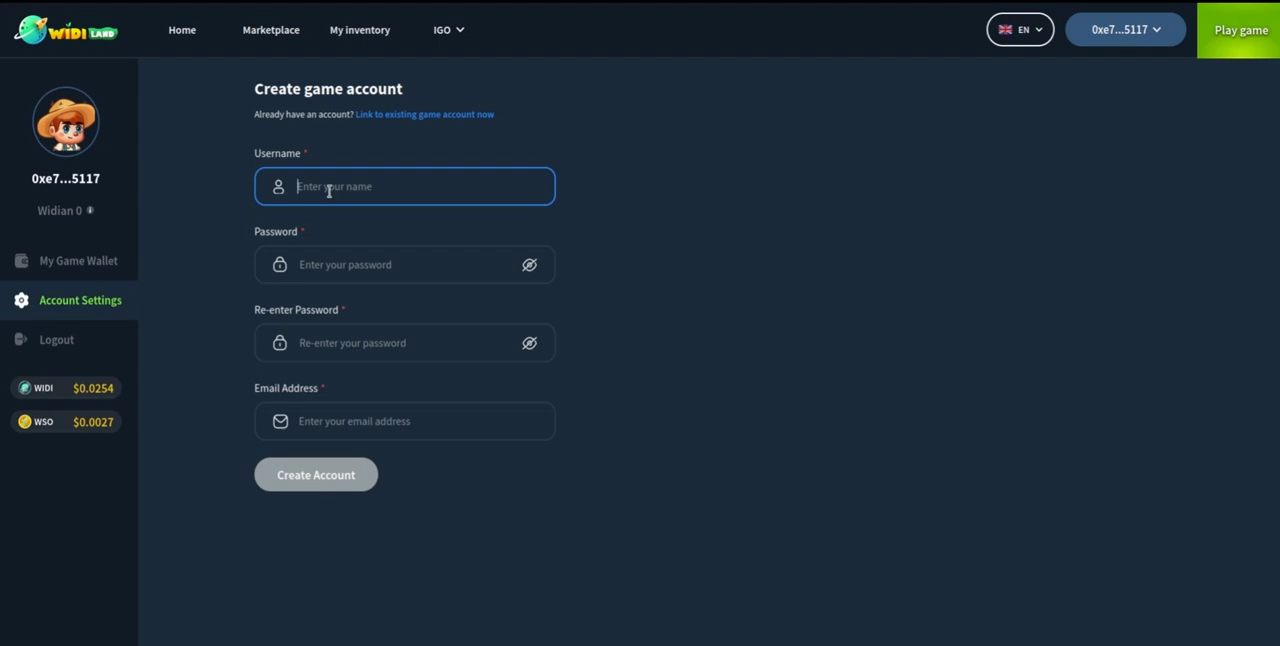 WiDi LAND
Home
Marketplace
My inventory
IGO
EN
0xe7...5117
Play game
0xe7...5117
Widian 0
My Game Wallet
Account Settings
Logout
WIDI $0.0254
WSO $0.0027
Create game account
Already have an account? Link to existing game account now
Username *
Enter your name
Password *
Enter your password
Re-enter Password *
Re-enter your password
Email Address *
Enter your email address
Create Account